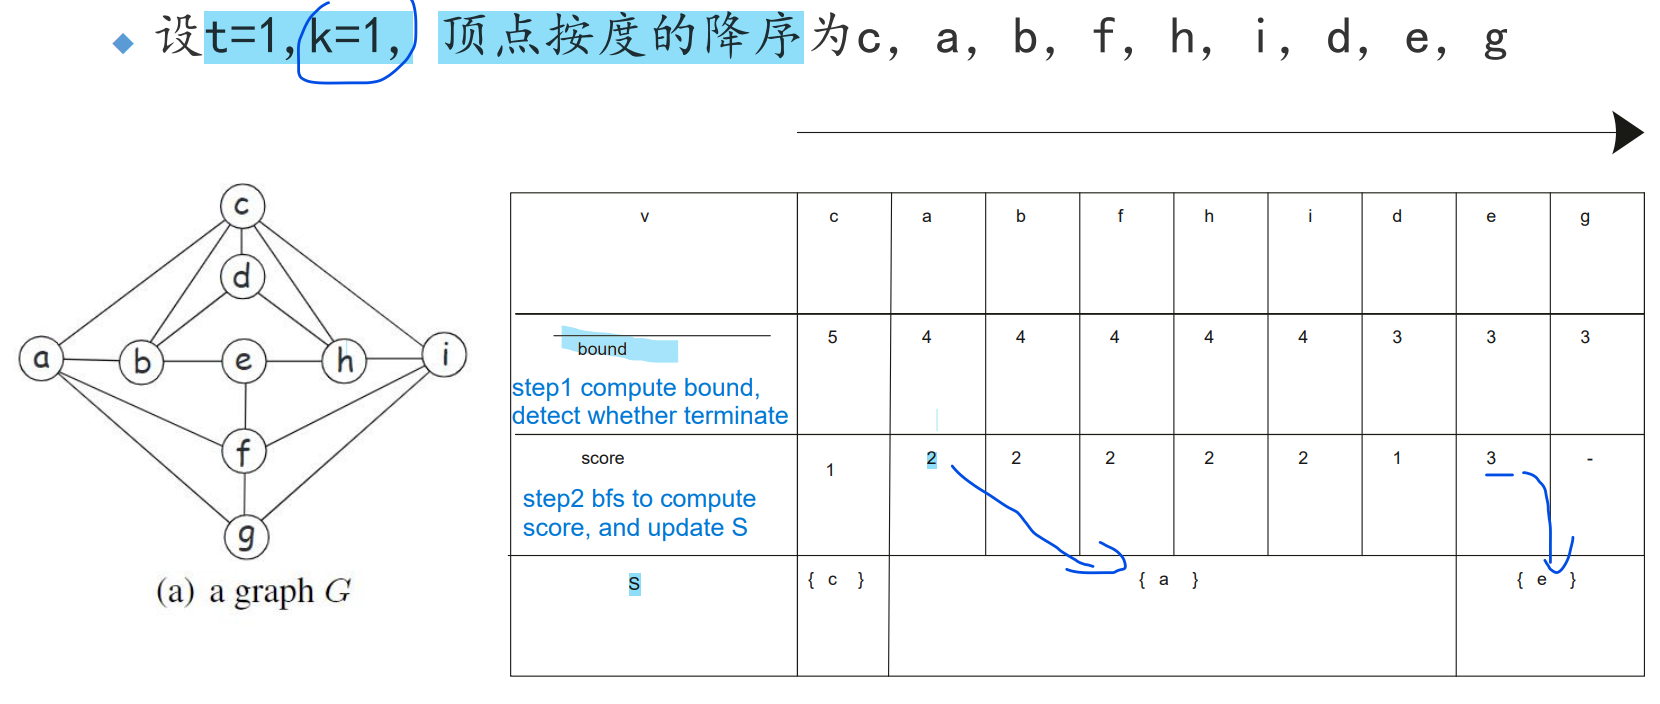 设t=1,k=1, 顶点按度的降序为c, a, b, f, h, i, d, e, g
c
d
a b e h i
f
g
(a) a graph G
v c a b f h i d e g
bound 5 4 4 4 4 4 3 3 3
step1 compute bound,
detect whether terminate
score 1 2 2 2 2 2 1 3 -
step2 bfs to compute
score, and update S
S { c } { a } { e }